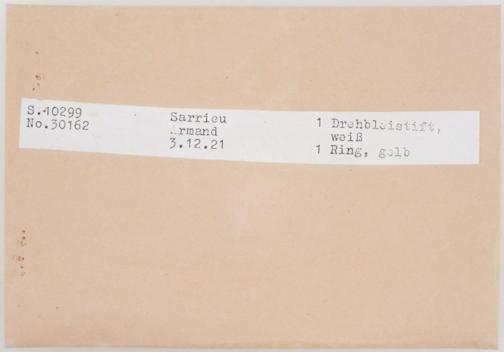 S.40299
No.30162
Sarrieu
Armand
3.12.21
1 Drehbleistift,
weiß
1 Ring, gelb